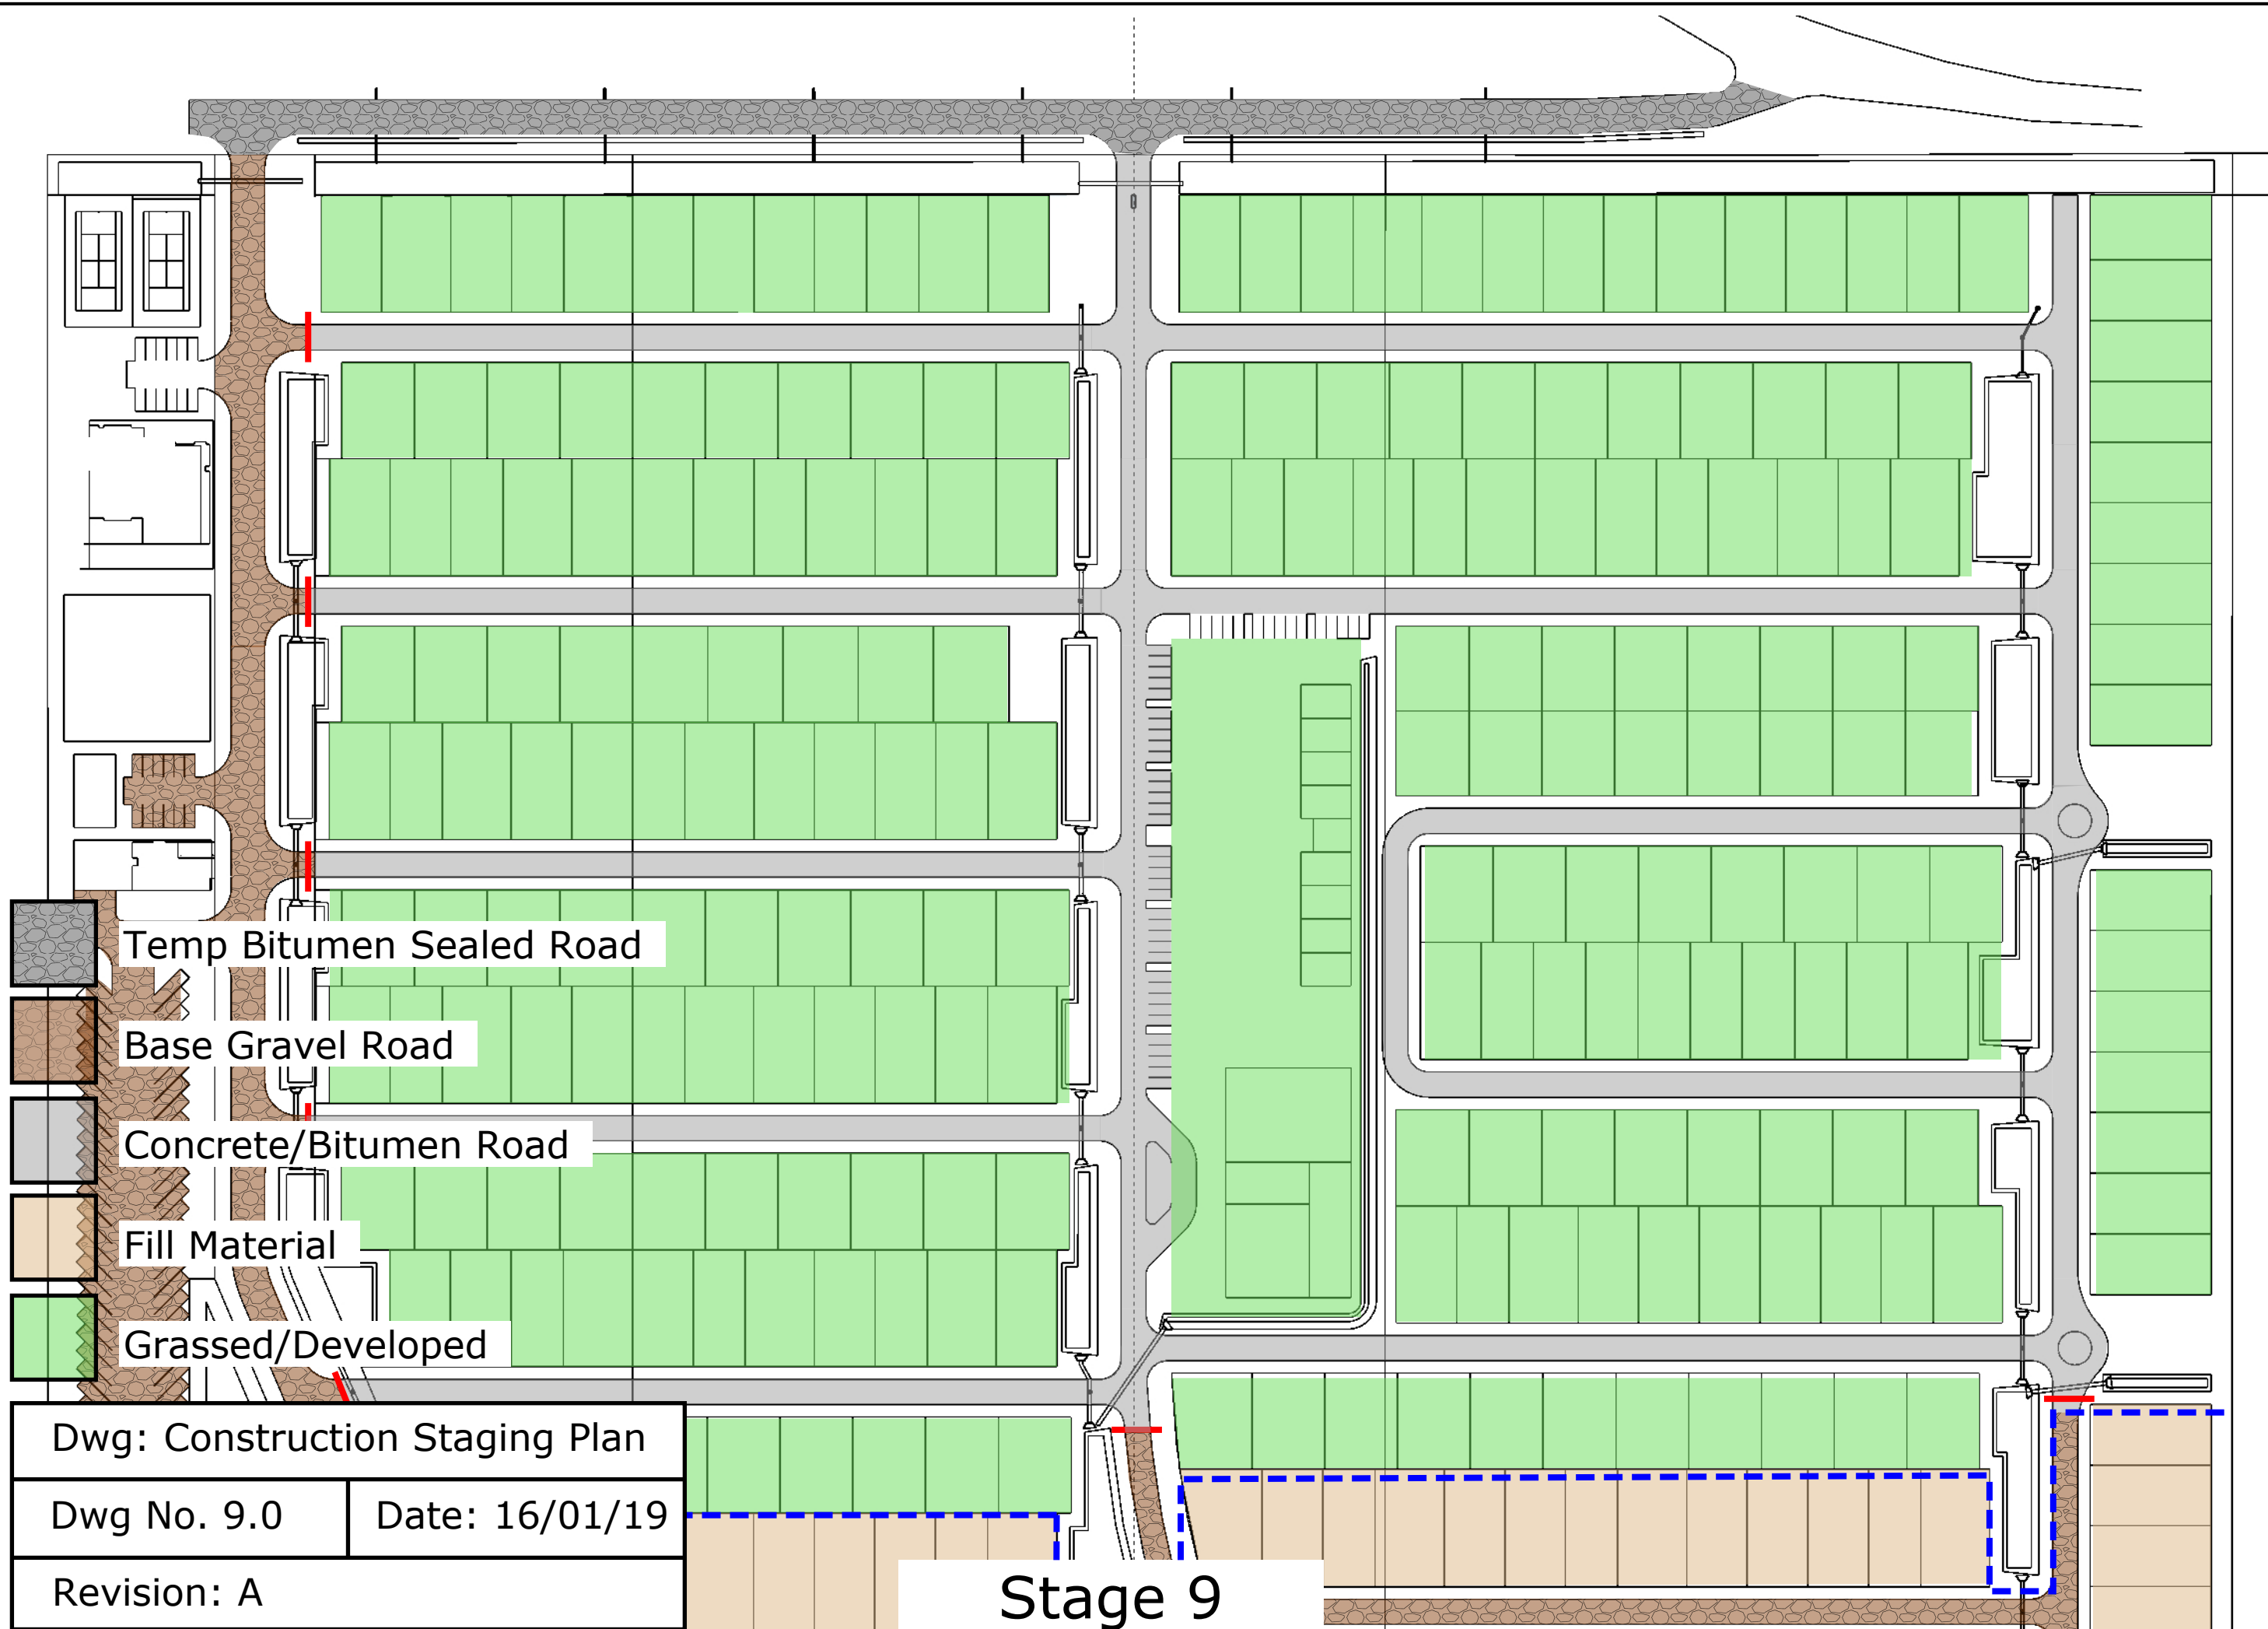 Temp Bitumen Sealed Road
Base Gravel Road
Concrete/Bitumen Road
Fill Material
Grassed/Developed
Dwg: Construction Staging Plan
Dwg No. 9.0
Date: 16/01/19
Revision: A
Stage 9